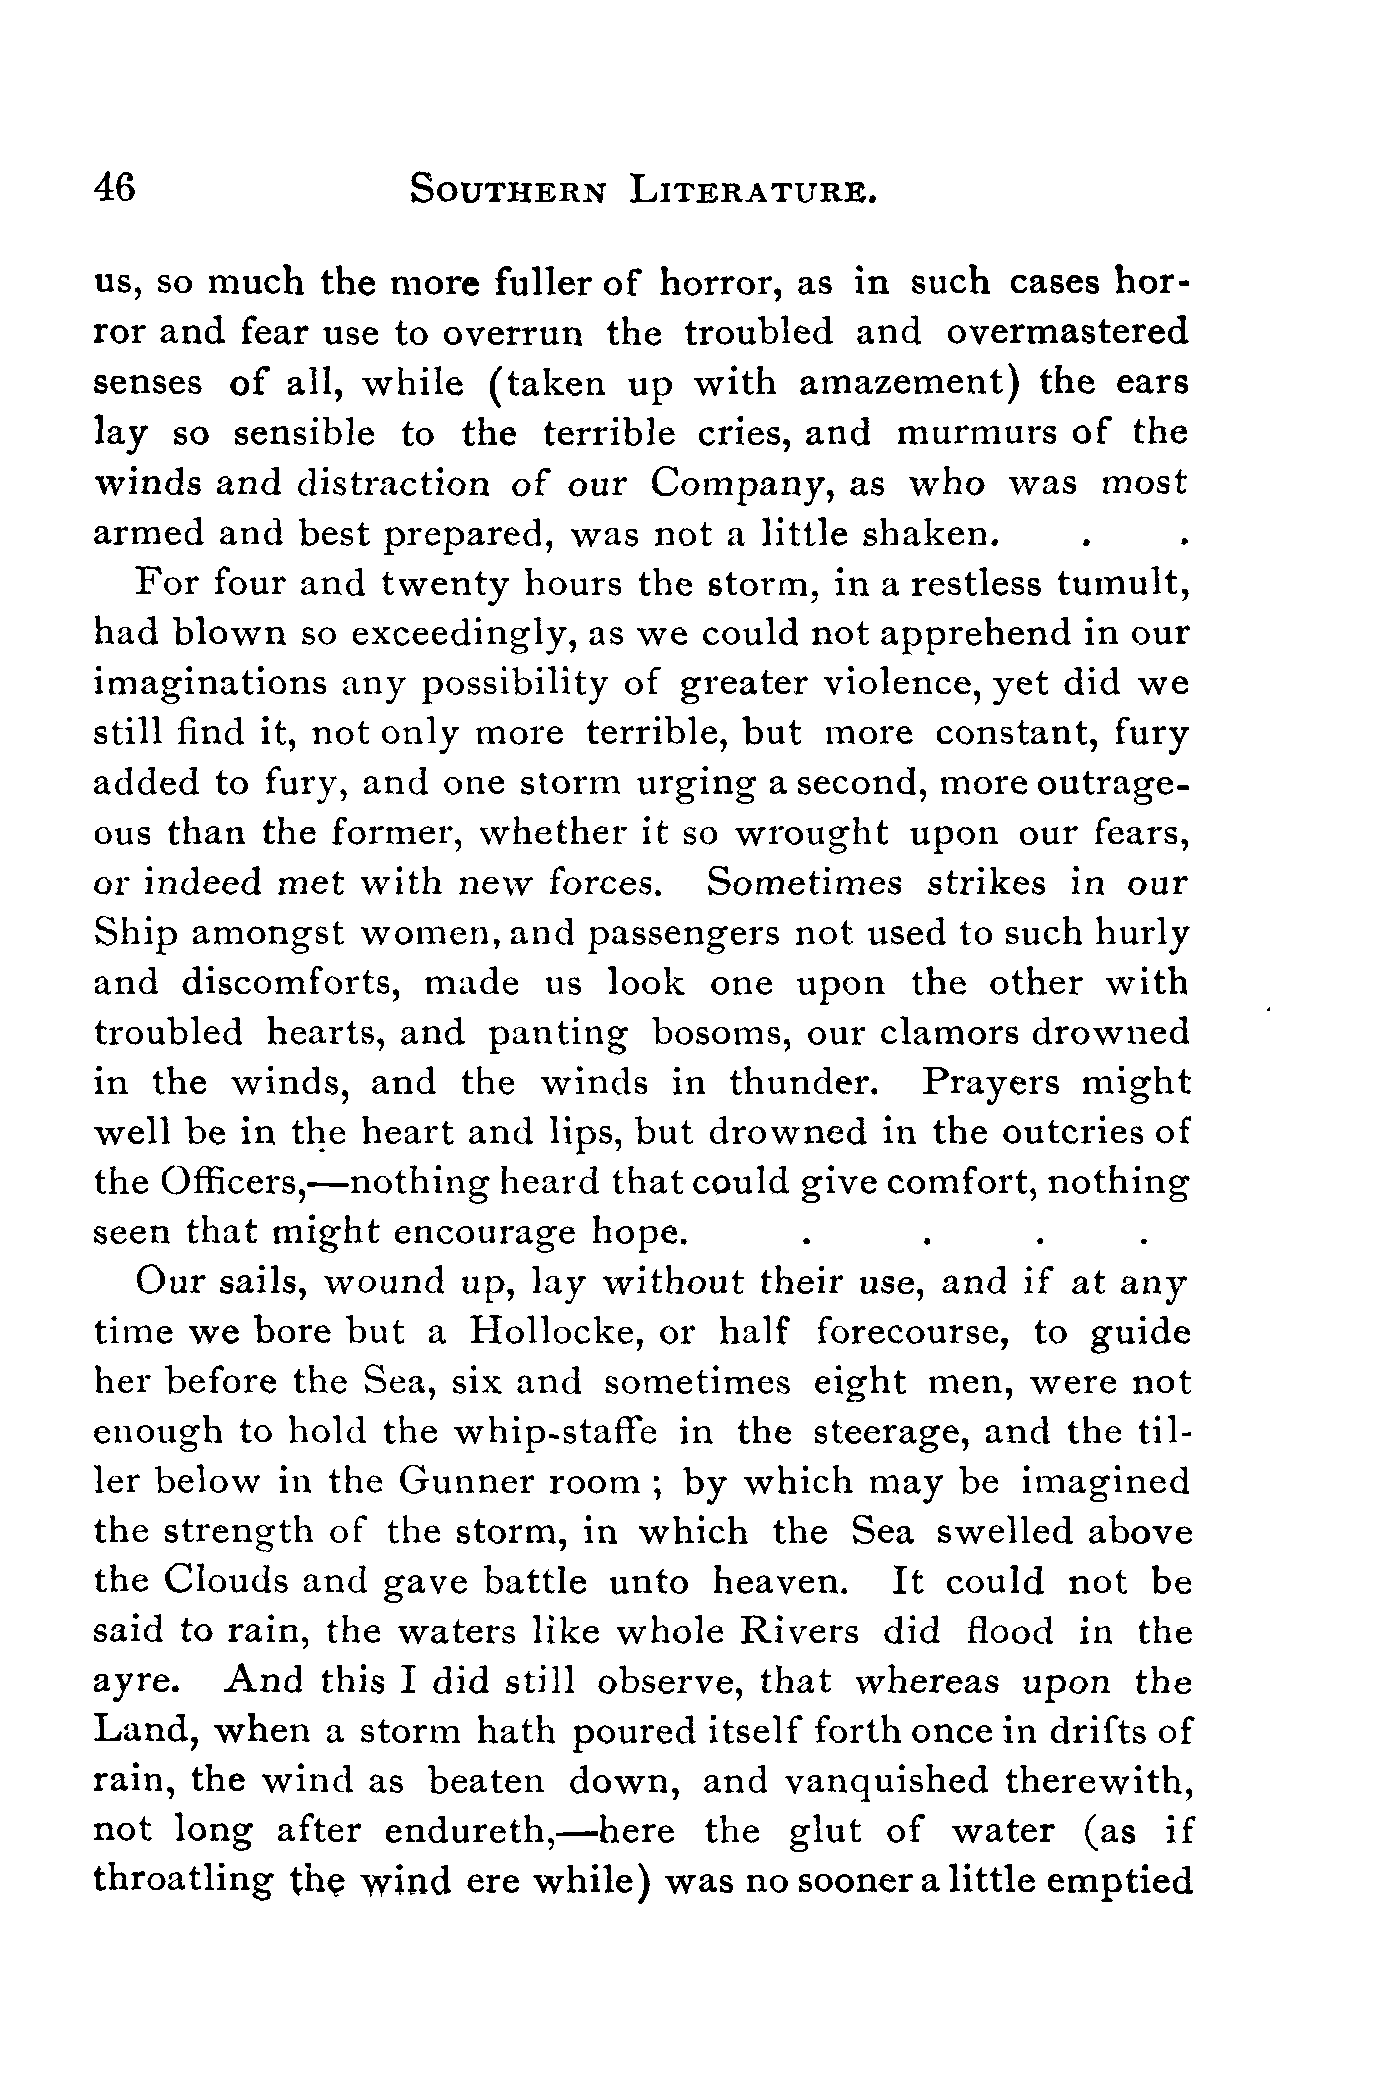 46 SOUTHERN LITERATURE.
us, so much the more fuller of horror, as in such cases hor-
ror and fear use to overrun the troubled and overmastered
senses of all, while (taken up with amazement) the ears
lay so sensible to the terrible cries, and murmurs of the
winds and distraction of our Company, as who was most
armed and best prepared, was not a little shaken. . .
For four and twenty hours the storm, in a restless tumult,
had blown so exceedingly, as we could not apprehend in our
imaginations any possibility of greater violence, yet did we
still find it, not only more terrible, but more constant, fury
added to fury, and one storm urging a second, more outrage-
ous than the former, whether it so wrought upon our fears,
or indeed met with new forces. Sometimes strikes in our
Ship amongst women, and passengers not used to such hurly
and discomforts, made us look one upon the other with
troubled hearts, and panting bosoms, our clamors drowned
in the winds, and the winds in thunder. Prayers might
well be in the heart and lips, but drowned in the outcries of
the Officers,—nothing heard that could give comfort, nothing
seen that might encourage hope. . . . .
Our sails, wound up, lay without their use, and if at any
time we bore but a Hollocke, or half forecourse, to guide
her before the Sea, six and sometimes eight men, were not
enough to hold the whip-staffe in the steerage, and the til-
ler below in the Gunner room ; by which may be imagined
the strength of the storm, in which the Sea swelled above
the Clouds and gave battle unto heaven. It could not be
said to rain, the waters like whole Rivers did flood in the
ayre. And this I did still observe, that whereas upon the
Land, when a storm hath poured itself forth once in drifts of
rain, the wind as beaten down, and vanquished therewith,
not long after endureth,—here the glut of water (as if
throatling the wind ere while) was no sooner a little emptied